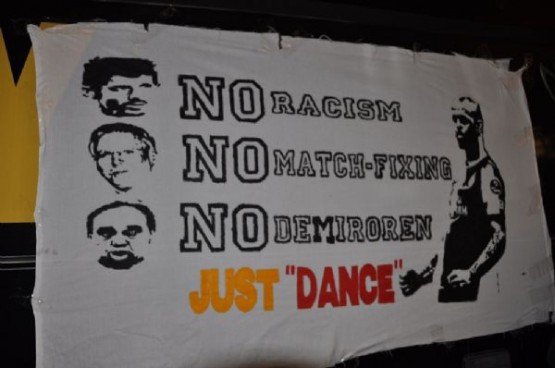 NO RACISM
NO MATCH-FIXING
NO DEMIROREN
JUST "DANCE"